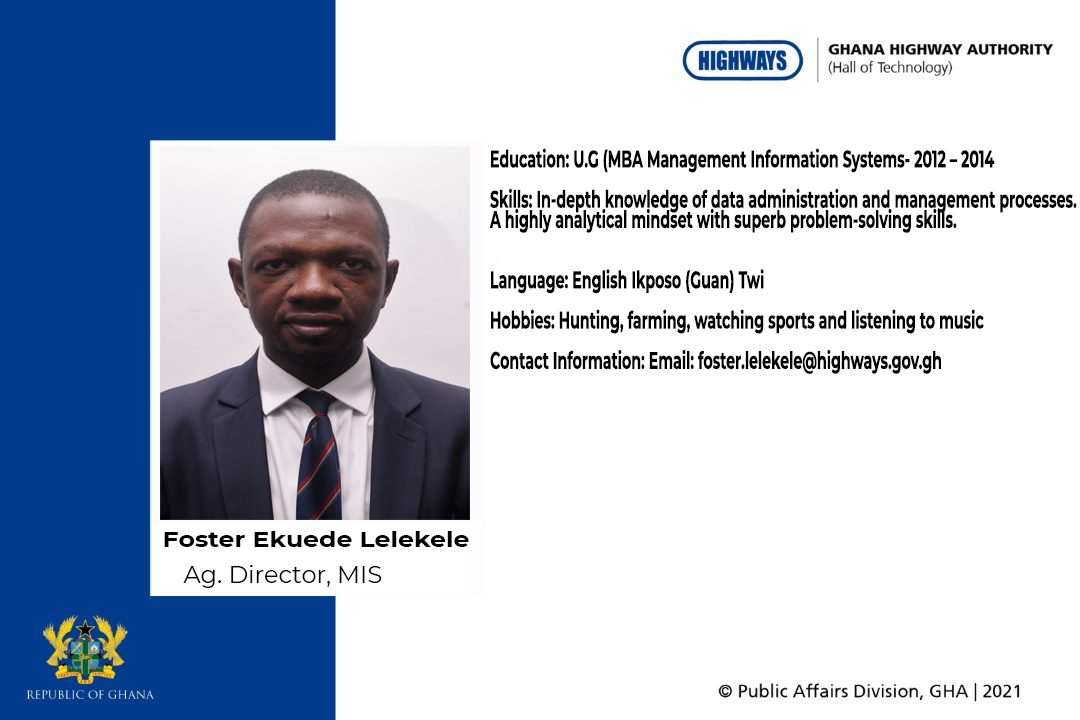 HIGHWAYS
GHANA HIGHWAY AUTHORITY
(Hall of Technology)
Education: U.G (MBA Management Information Systems- 2012 – 2014
Skills: In-depth knowledge of data administration and management processes.
A highly analytical mindset with superb problem-solving skills.
Language: English Ikposo (Guan) Twi
Hobbies: Hunting, farming, watching sports and listening to music
Contact Information: Email: foster.lelekele@highways.gov.gh
Foster Ekuede Lelekele
Ag. Director, MIS
REPUBLIC OF GHANA
© Public Affairs Division, GHA | 2021